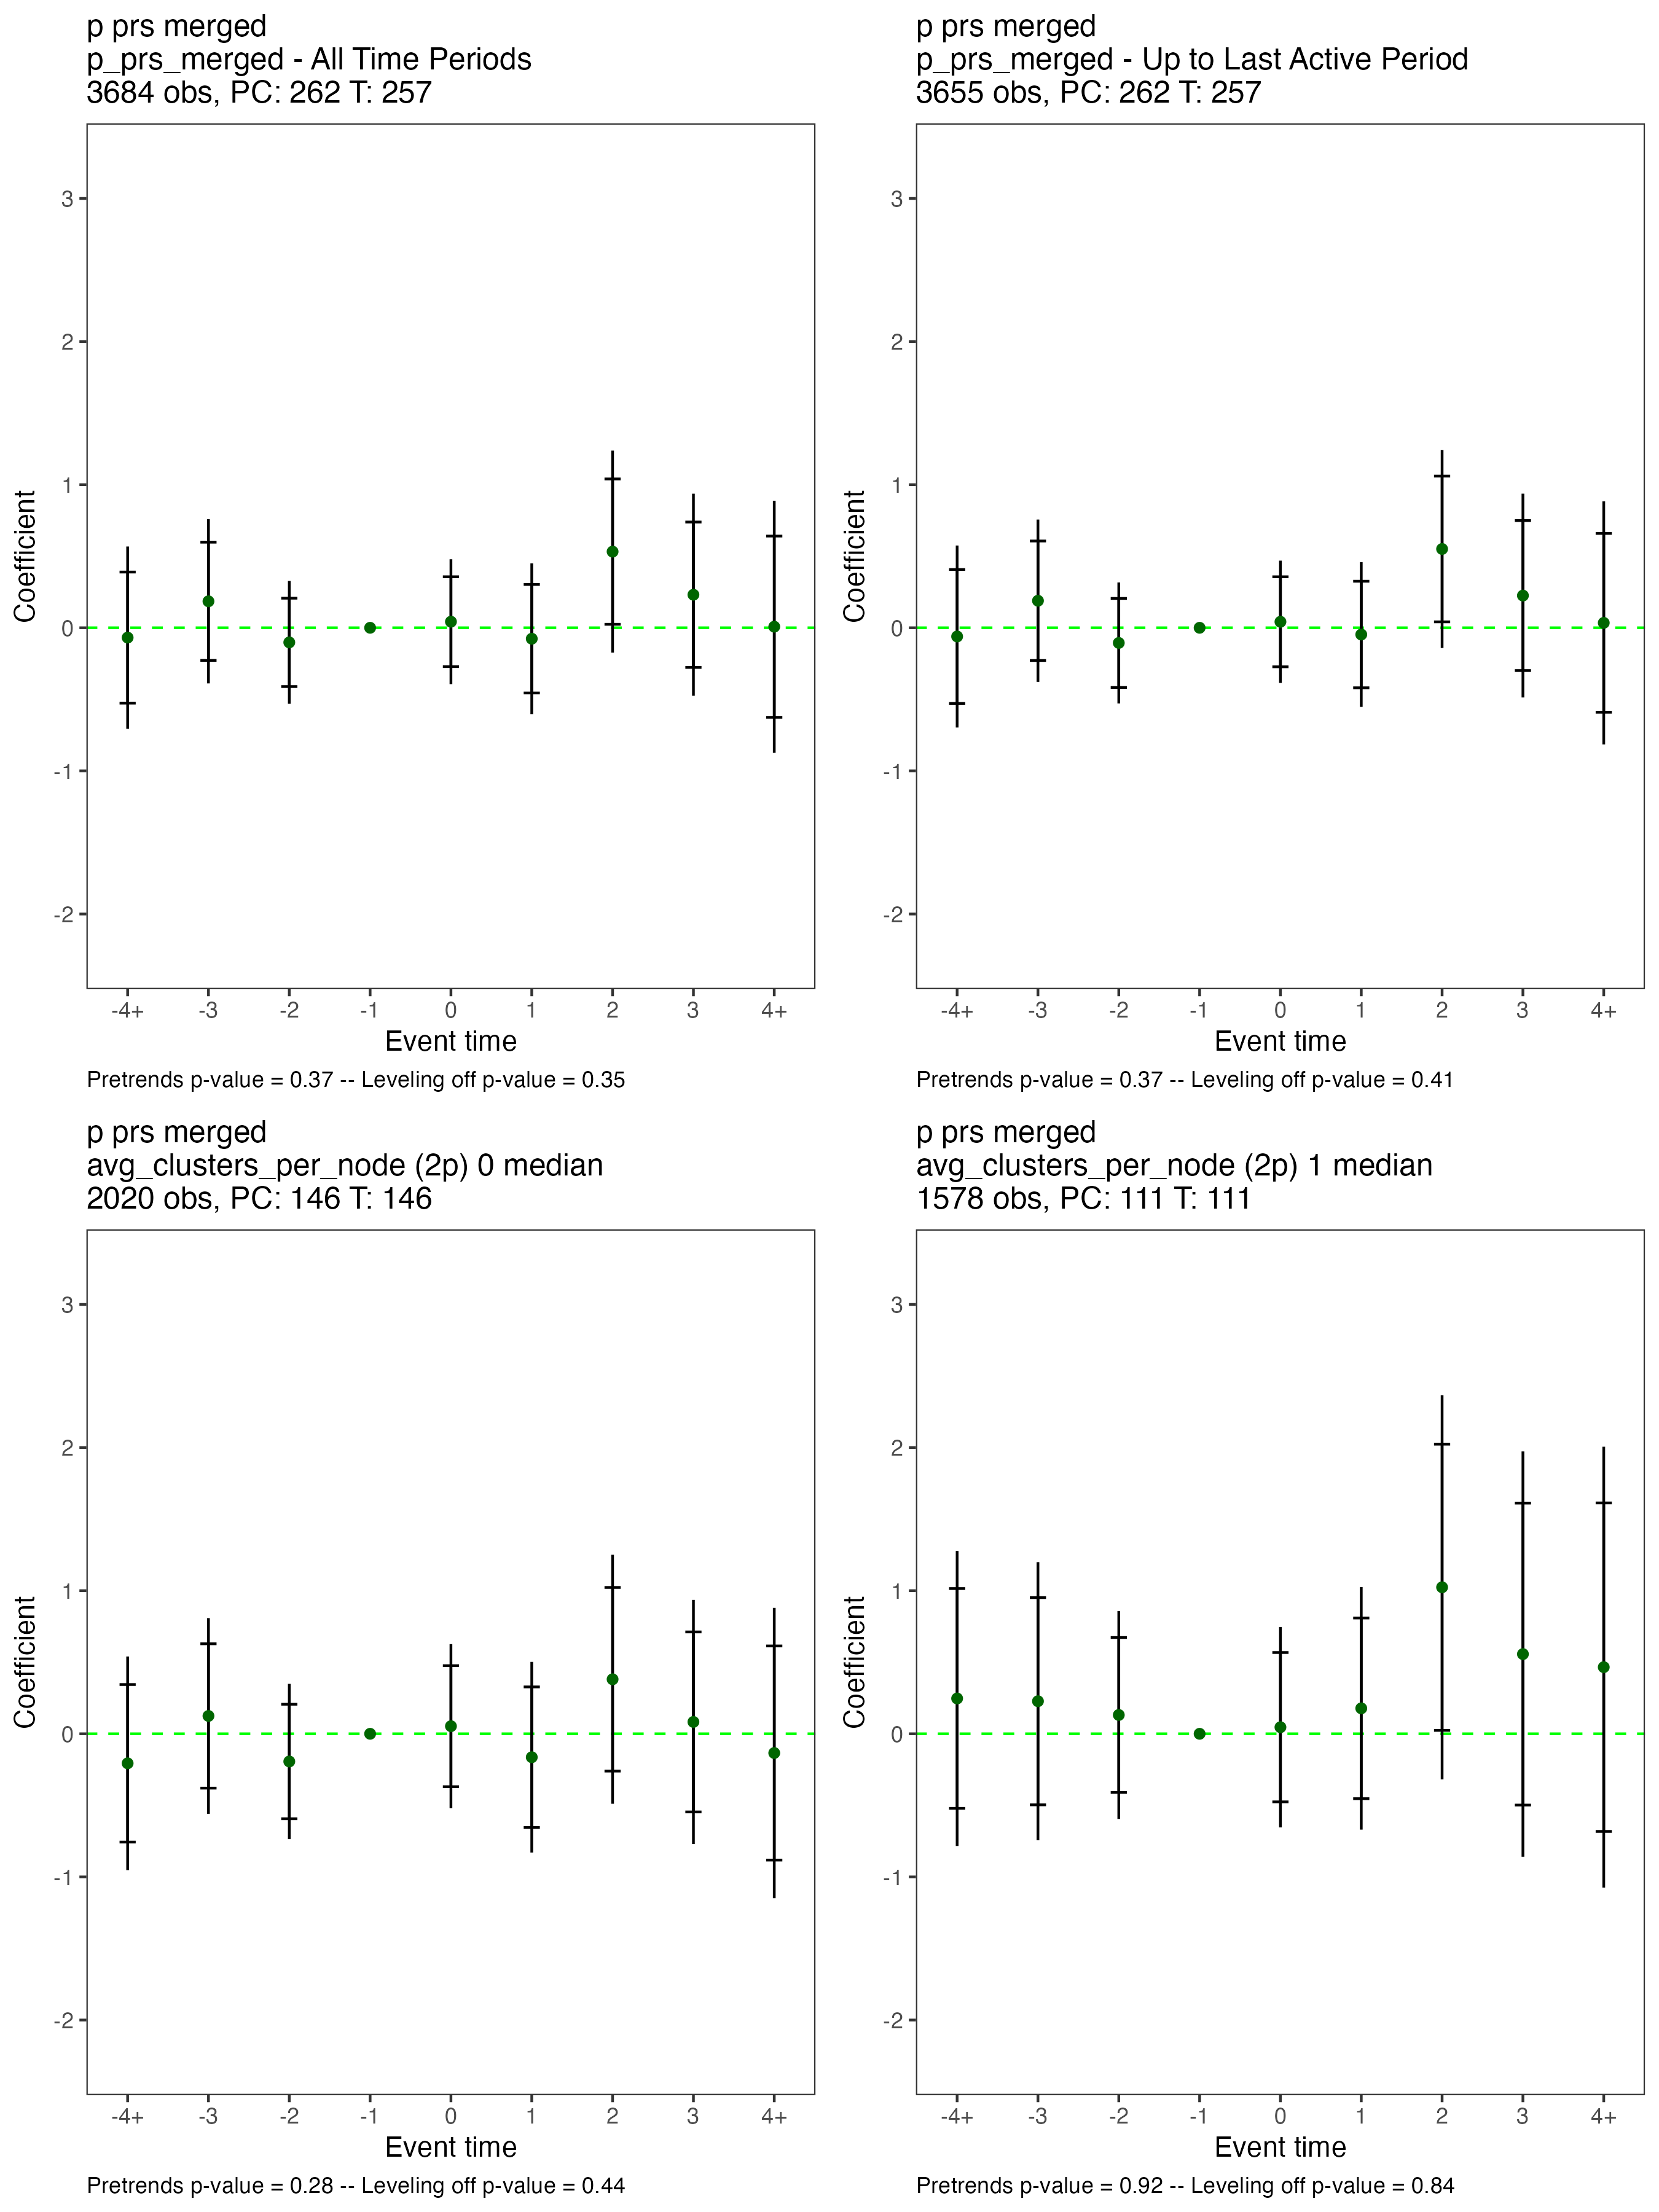 p prs merged
p_prs_merged - All Time Periods
3684 obs, PC: 262 T: 257
3
2
1
0
-1
-2
Coefficient
-4+ -3 -2 -1 0 1 2 3 4+
Event time
Pretrends p-value = 0.37 -- Leveling off p-value = 0.35
p prs merged
p_prs_merged - Up to Last Active Period
3655 obs, PC: 262 T: 257
3
2
1
0
-1
-2
Coefficient
-4+ -3 -2 -1 0 1 2 3 4+
Event time
Pretrends p-value = 0.37 -- Leveling off p-value = 0.41
p prs merged
avg_clusters_per_node (2p) 0 median
2020 obs, PC: 146 T: 146
3
2
1
0
-1
-2
Coefficient
-4+ -3 -2 -1 0 1 2 3 4+
Event time
Pretrends p-value = 0.28 -- Leveling off p-value = 0.44
p prs merged
avg_clusters_per_node (2p) 1 median
1578 obs, PC: 111 T: 111
3
2
1
0
-1
-2
Coefficient
-4+ -3 -2 -1 0 1 2 3 4+
Event time
Pretrends p-value = 0.92 -- Leveling off p-value = 0.84